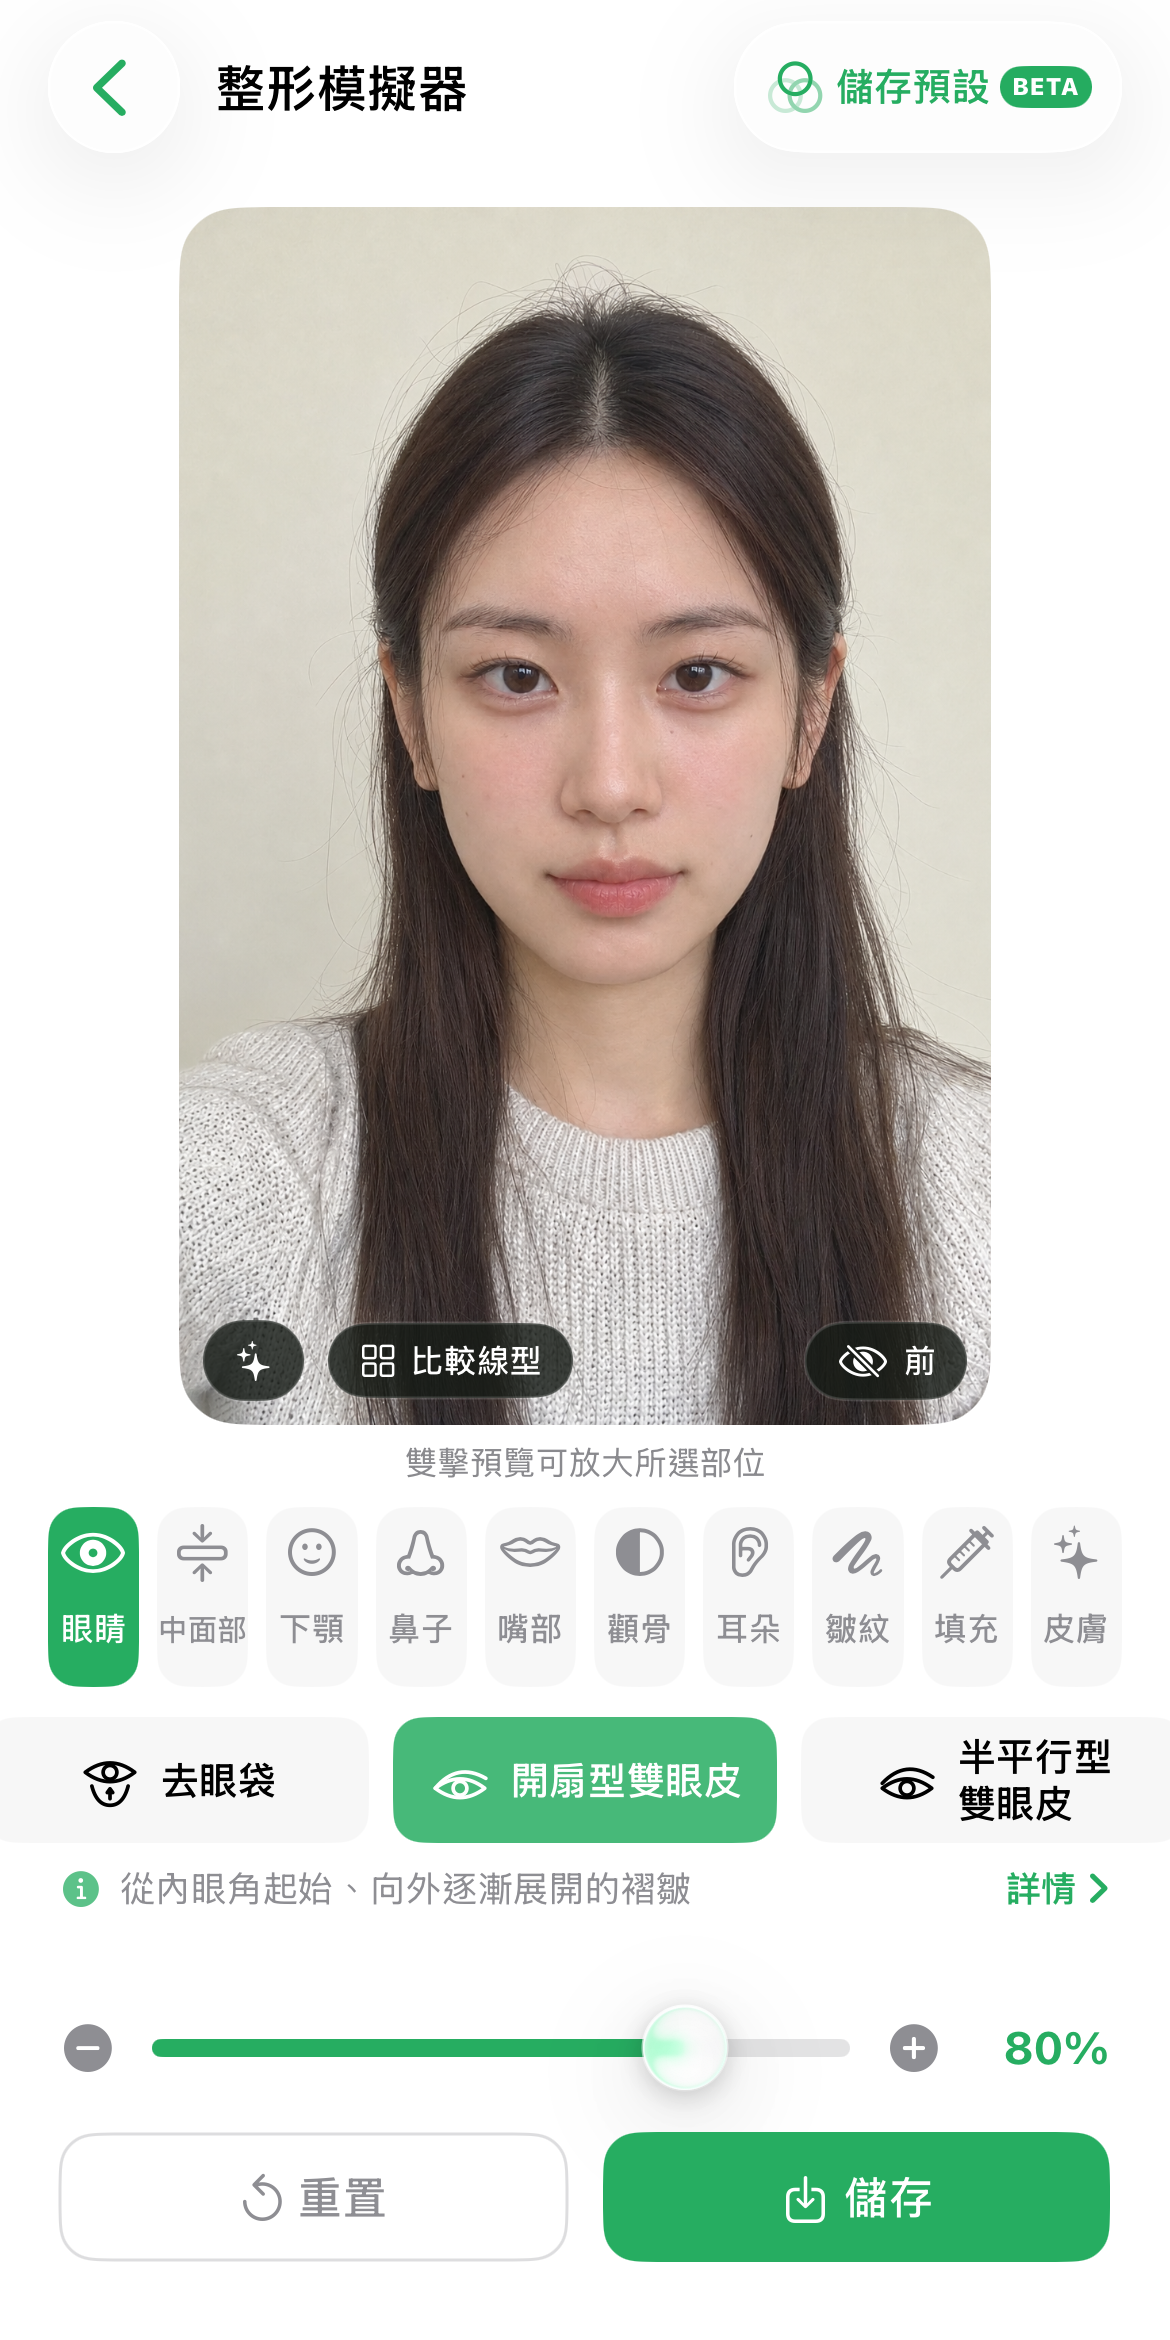 整形模擬器
儲存預設 BETA
比較線型
前
雙擊預覽可放大所選部位
眼睛
中面部
下顎
鼻子
嘴部
顴骨
耳朵
皺紋
填充
皮膚
去眼袋
開扇型雙眼皮
半平行型
雙眼皮
從內眼角起始、向外逐漸展開的褶皺
詳情
80%
重置
儲存